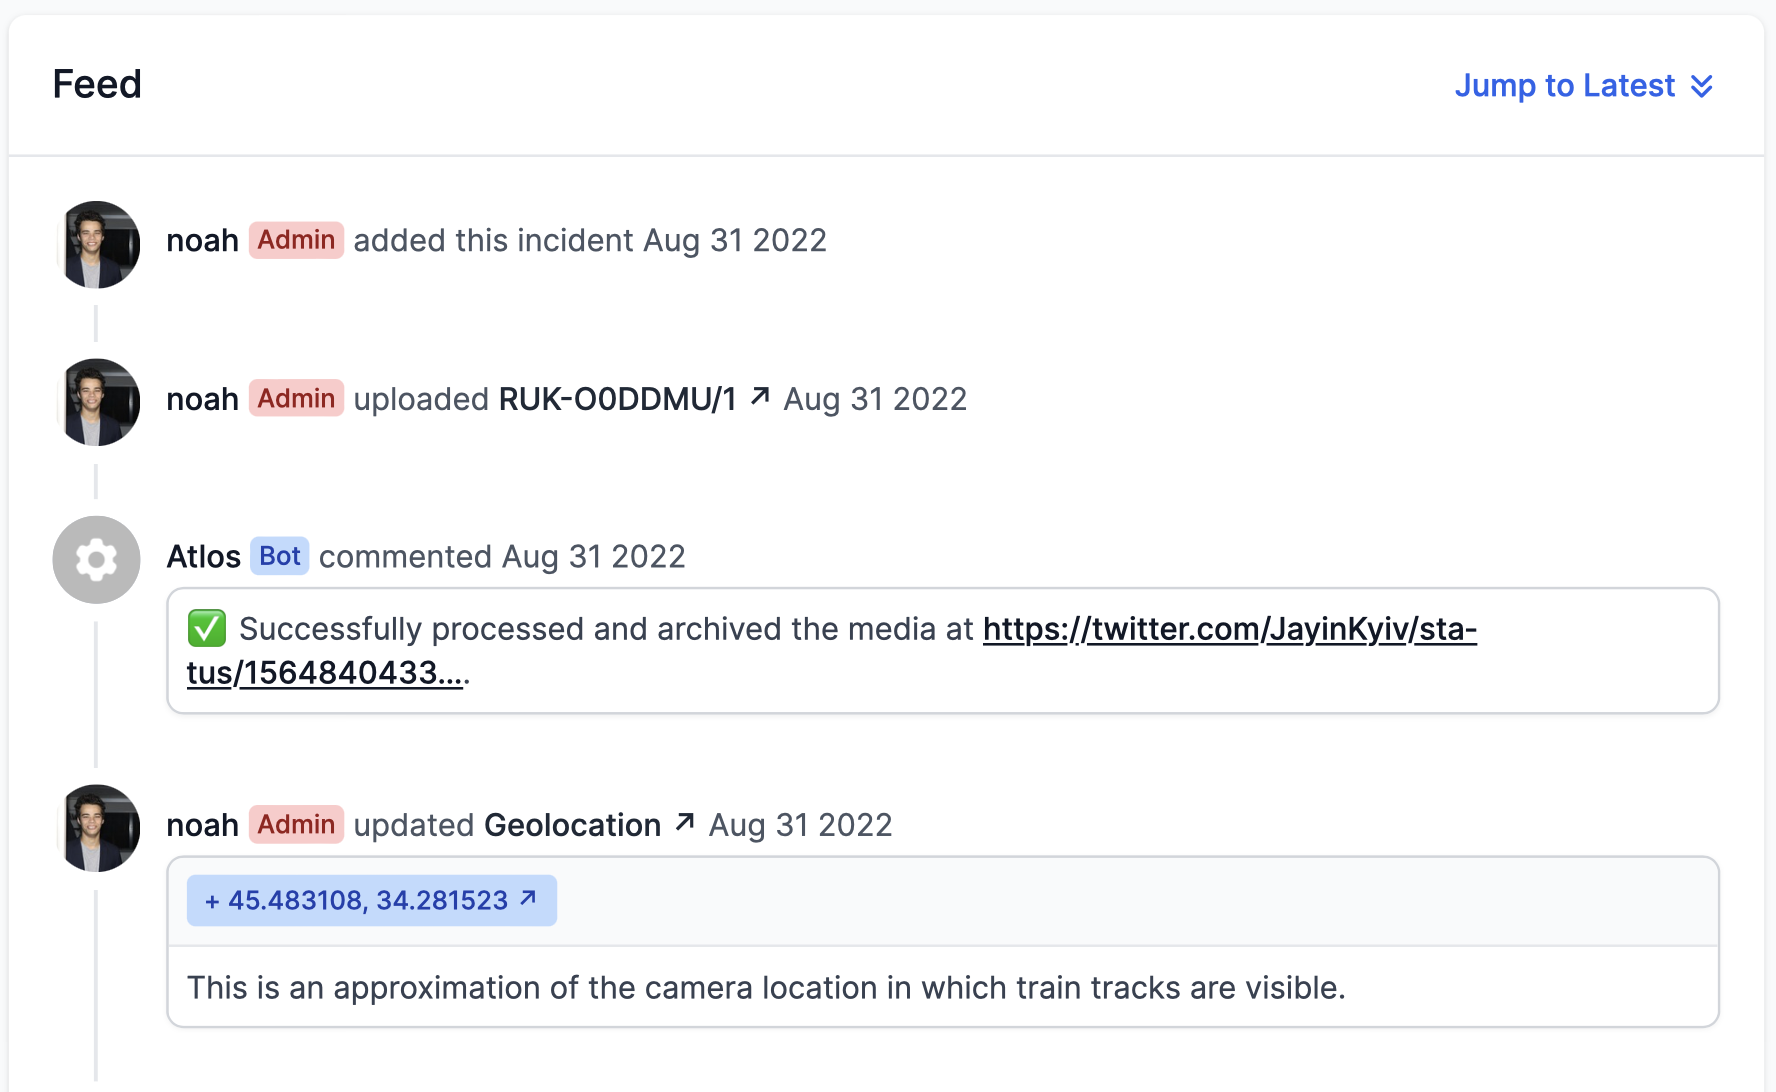 Feed
Jump to Latest
noah Admin added this incident Aug 31 2022
noah Admin uploaded RUK-O0DDMU/1 ↗ Aug 31 2022
Atlos Bot commented Aug 31 2022
✅ Successfully processed and archived the media at https://twitter.com/JayinKyiv/sta-
tus/1564840433....
noah Admin updated Geolocation ↗ Aug 31 2022
+ 45.483108, 34.281523 ↗
This is an approximation of the camera location in which train tracks are visible.